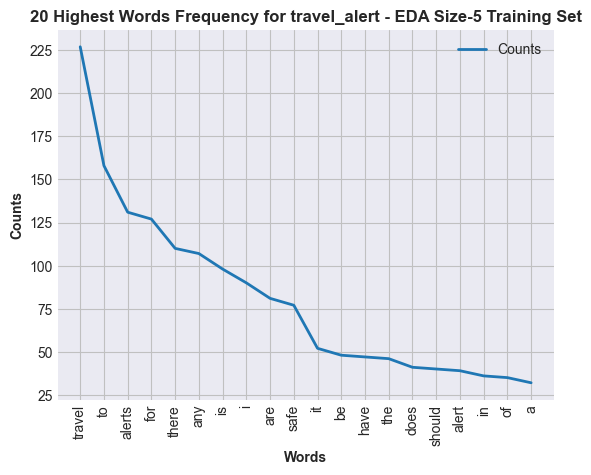 20 Highest Words Frequency for travel_alert - EDA Size-5 Training Set
Counts
225
200
175
150
125
100
75
50
25
Counts
travel
to
alerts
for
there
any
is
i
are
safe
it
be
have
the
does
should
alert
in
of
a
Words